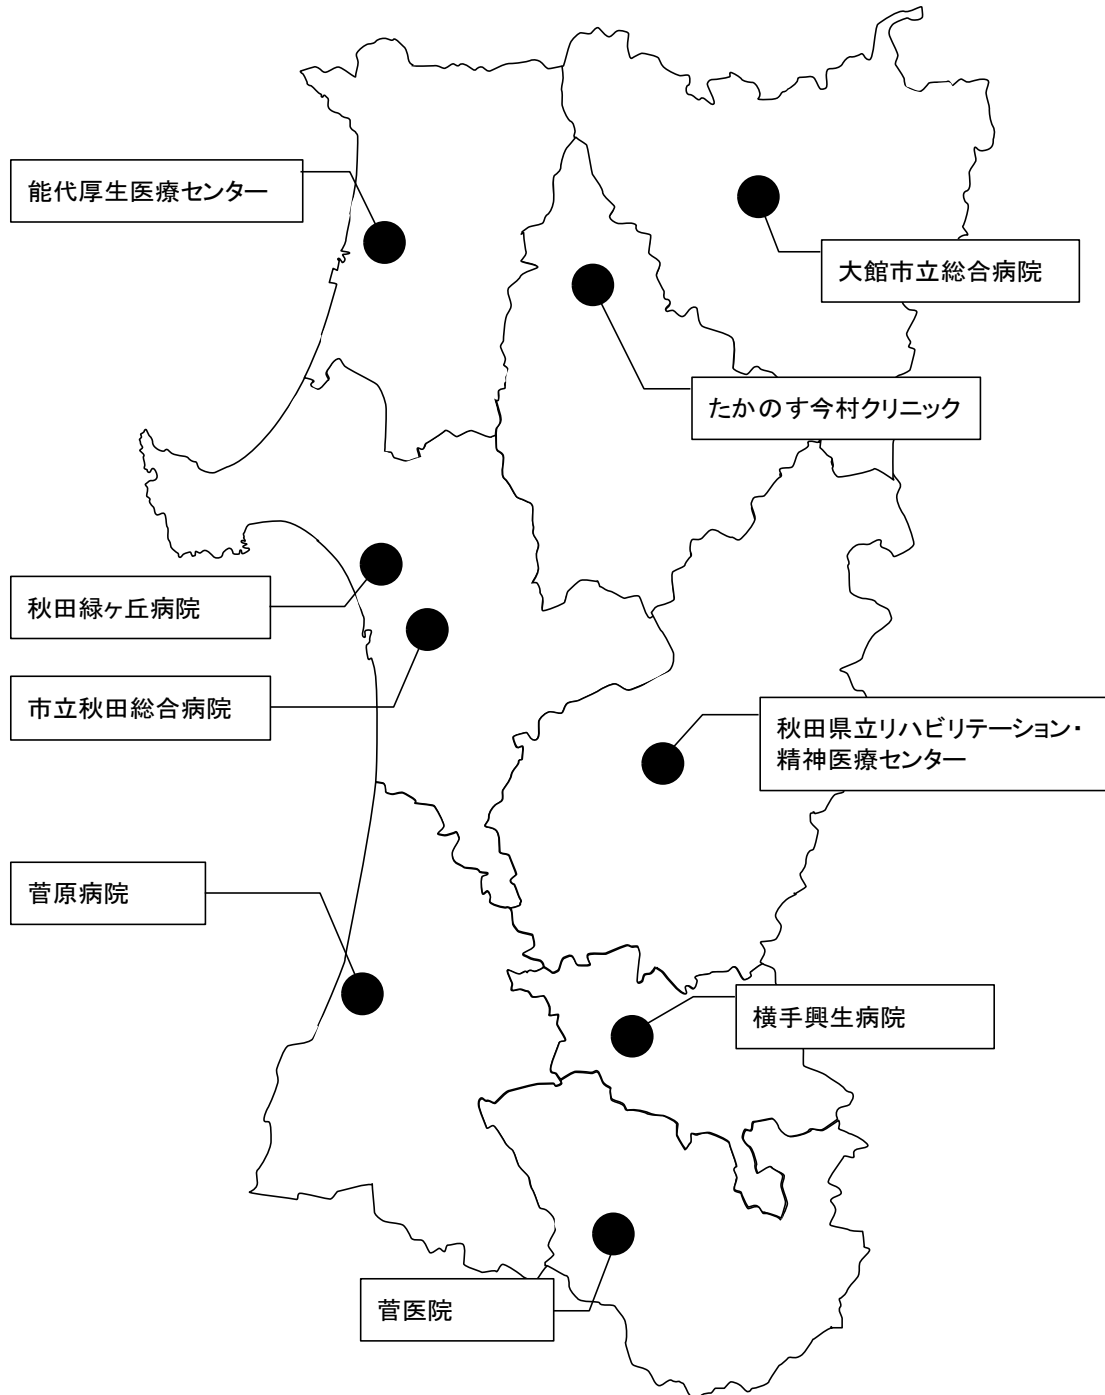 能代厚生医療センター
大館市立総合病院
たかのす今村クリニック
秋田緑ヶ丘病院
市立秋田総合病院
秋田県立リハビリテーション・
精神医療センター
菅原病院
横手興生病院
菅医院